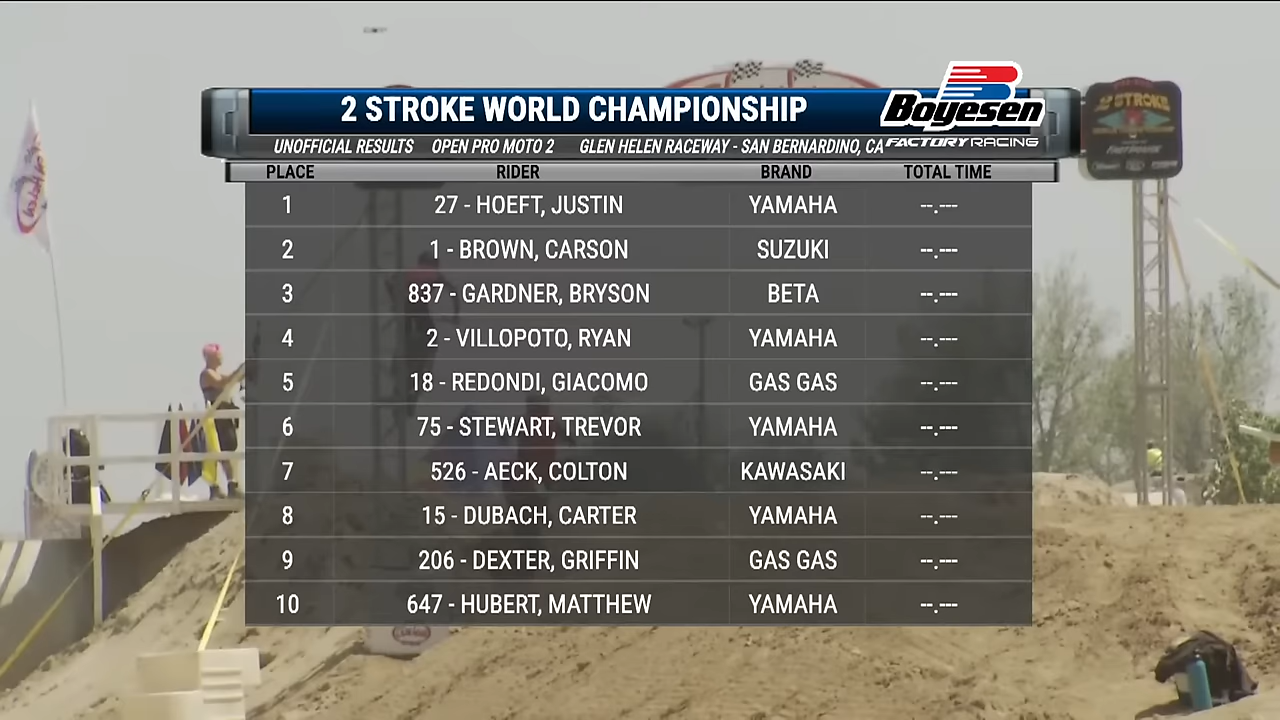 2 STROKE WORLD CHAMPIONSHIP
Boyesen
FACTORY RACING
UNOFFICIAL RESULTS OPEN PRO MOTO 2 GLEN HELEN RACEWAY - SAN BERNARDINO, CA
PLACE RIDER BRAND TOTAL TIME
1 27 - HOEFT, JUSTIN YAMAHA --.---
2 1 - BROWN, CARSON SUZUKI --.---
3 837 - GARDNER, BRYSON BETA --.---
4 2 - VILLOPOTO, RYAN YAMAHA --.---
5 18 - REDONDI, GIACOMO GAS GAS --.---
6 75 - STEWART, TREVOR YAMAHA --.---
7 526 - AECK, COLTON KAWASAKI --.---
8 15 - DUBACH, CARTER YAMAHA --.---
9 206 - DEXTER, GRIFFIN GAS GAS --.---
10 647 - HUBERT, MATTHEW YAMAHA --.---
2 STROKE